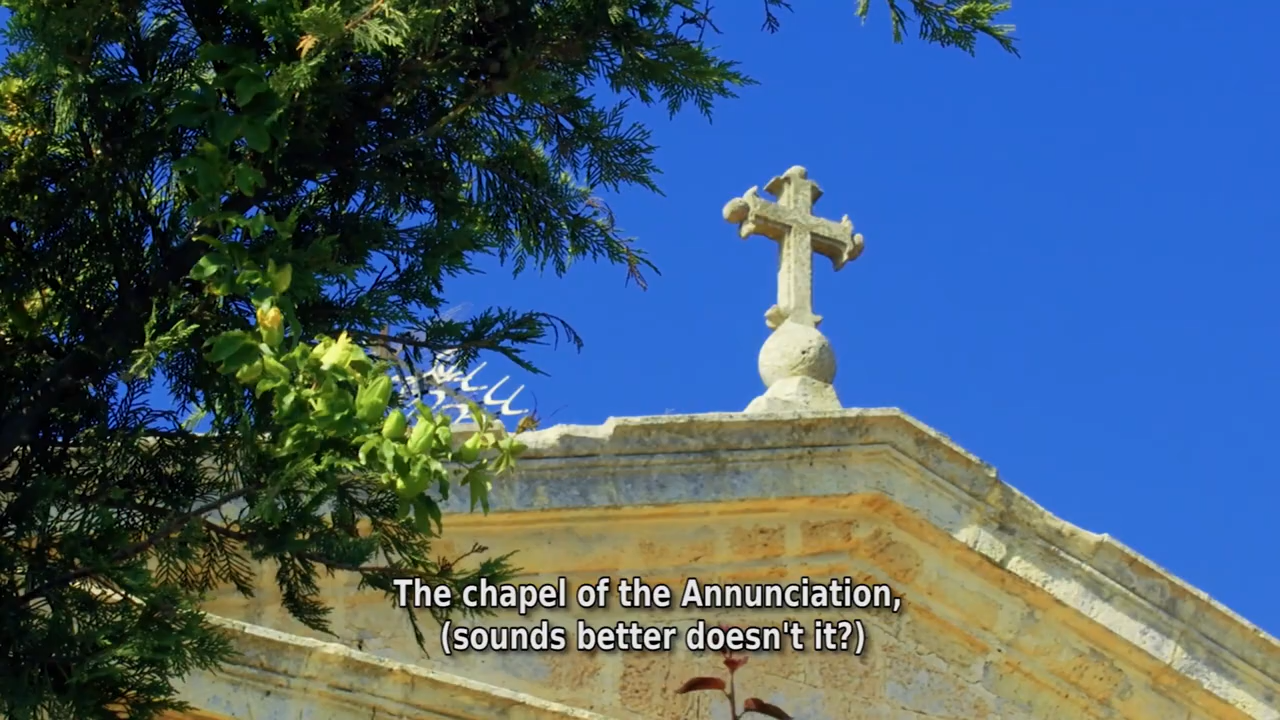 The chapel of the Annunciation,
(sounds better doesn't it?)